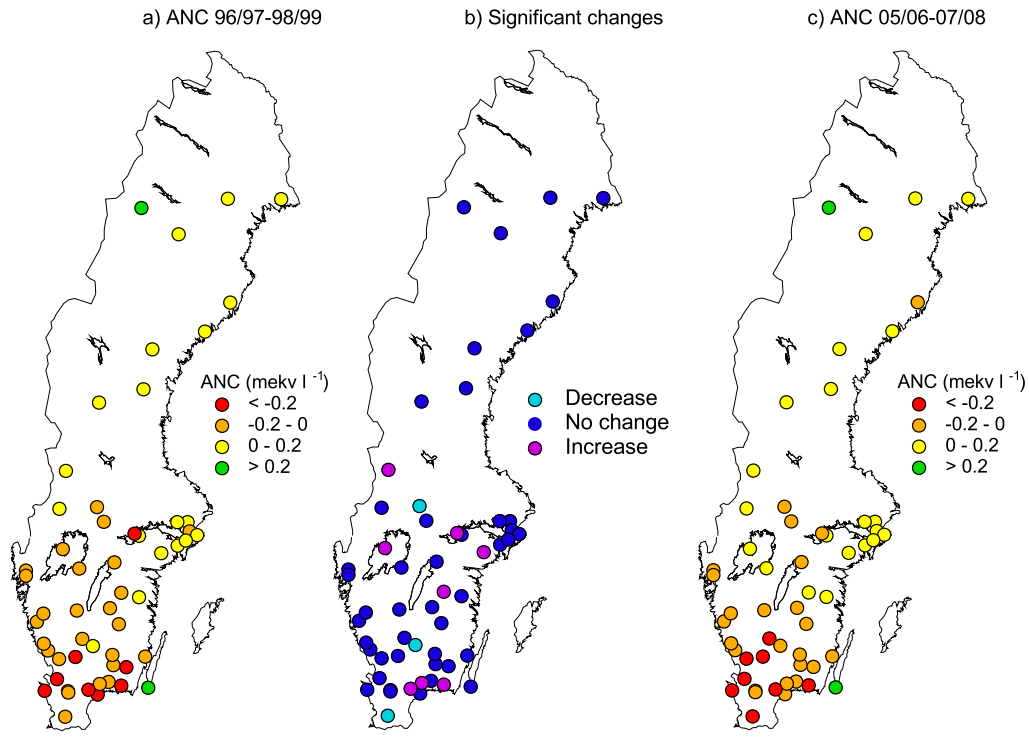 a) ANC 96/97-98/99
b) Significant changes
c) ANC 05/06-07/08
ANC (mekv l -1)
< -0.2
-0.2 - 0
0 - 0.2
> 0.2
Decrease
No change
Increase
ANC (mekv l -1)
< -0.2
-0.2 - 0
0 - 0.2
> 0.2